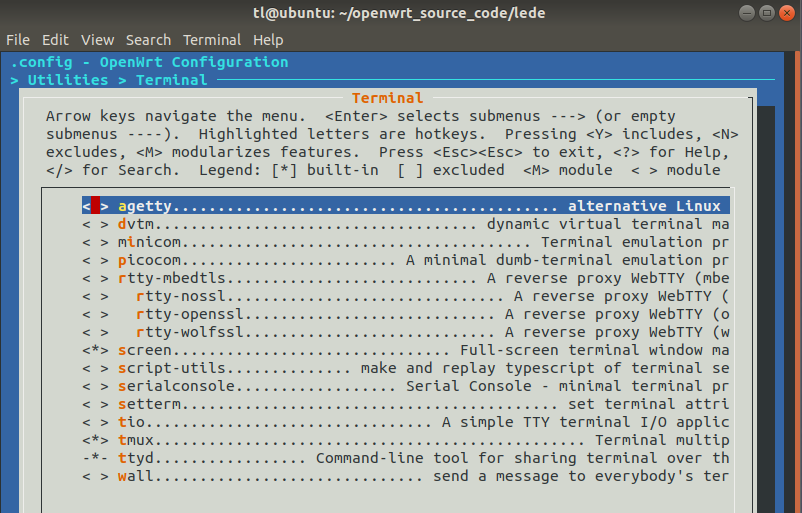 tl@ubuntu: ~/openwrt_source_code/lede
File Edit View Search Terminal Help
.config - OpenWrt Configuration
> Utilities > Terminal
Terminal
Arrow keys navigate the menu. <Enter> selects submenus ---> (or empty
submenus ----). Highlighted letters are hotkeys. Pressing <Y> includes, <N>
excludes, <M> modularizes features. Press <Esc><Esc> to exit, <?> for Help,
</> for Search. Legend: [*] built-in [ ] excluded <M> module < > module
< > agetty........................................... alternative Linux
< > dvtm.................................... dynamic virtual terminal ma
< > minicom....................................... Terminal emulation pr
< > picocom........................ A minimal dumb-terminal emulation pr
< > rtty-mbedtls............................ A reverse proxy WebTTY (mbe
< > rtty-nossl............................... A reverse proxy WebTTY (
< > rtty-openssl............................ A reverse proxy WebTTY (o
< > rtty-wolfssl............................ A reverse proxy WebTTY (w
<*> screen............................... Full-screen terminal window ma
< > script-utils.............. make and replay typescript of terminal se
< > serialconsole.................. Serial Console - minimal terminal pr
< > setterm.......................................... set terminal attri
< > tio................................ A simple TTY terminal I/O applic
<*> tmux.............................................. Terminal multip
-*- ttyd................. Command-line tool for sharing terminal over th
< > wall.............................. send a message to everybody's ter